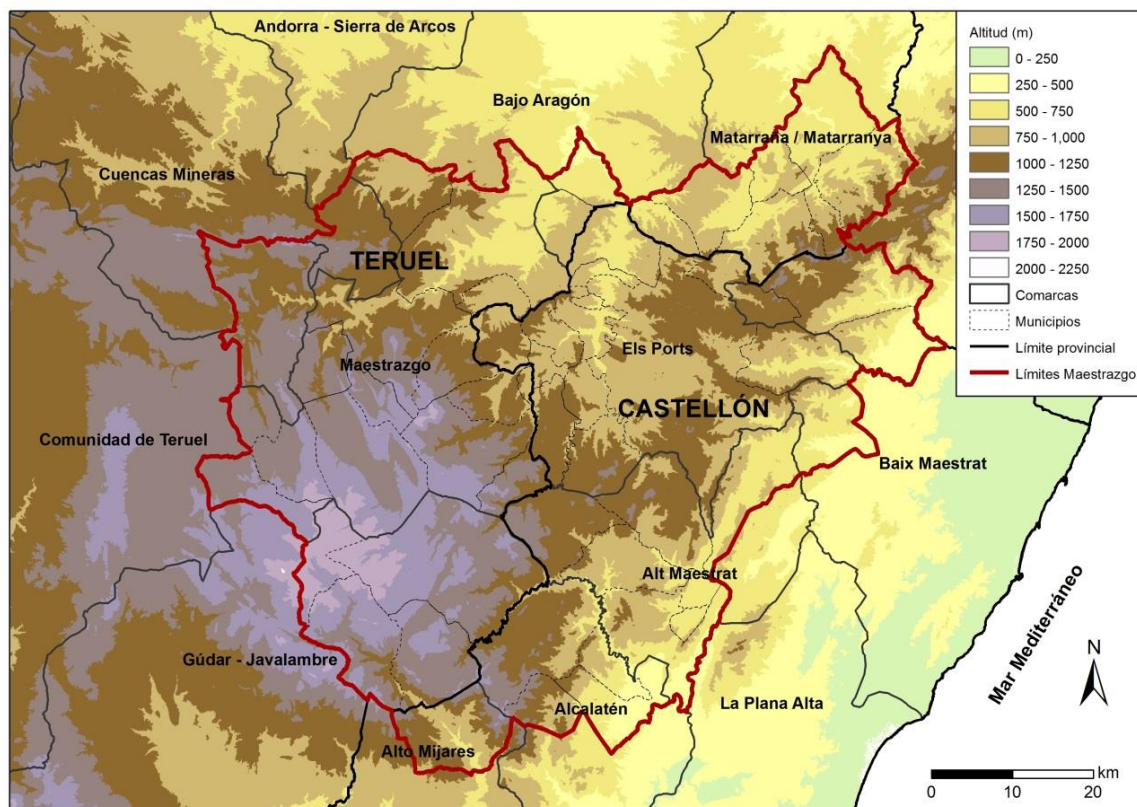 Andorra - Sierra de Arcos
Bajo Aragón
Matarraña / Matarranya
Cuencas Mineras
TERUEL
Maestrazgo
Els Ports
CASTELLÓN
Comunidad de Teruel
Baix Maestrat
Alt Maestrat
Gúdar - Javalambre
La Plana Alta
Alcalatén
Alto Mijares
Mar Mediterráneo
Altitud (m)
0 - 250
250 - 500
500 - 750
750 - 1,000
1000 - 1250
1250 - 1500
1500 - 1750
1750 - 2000
2000 - 2250
Comarcas
Municipios
Límite provincial
Límites Maestrazgo
N
km
0 10 20